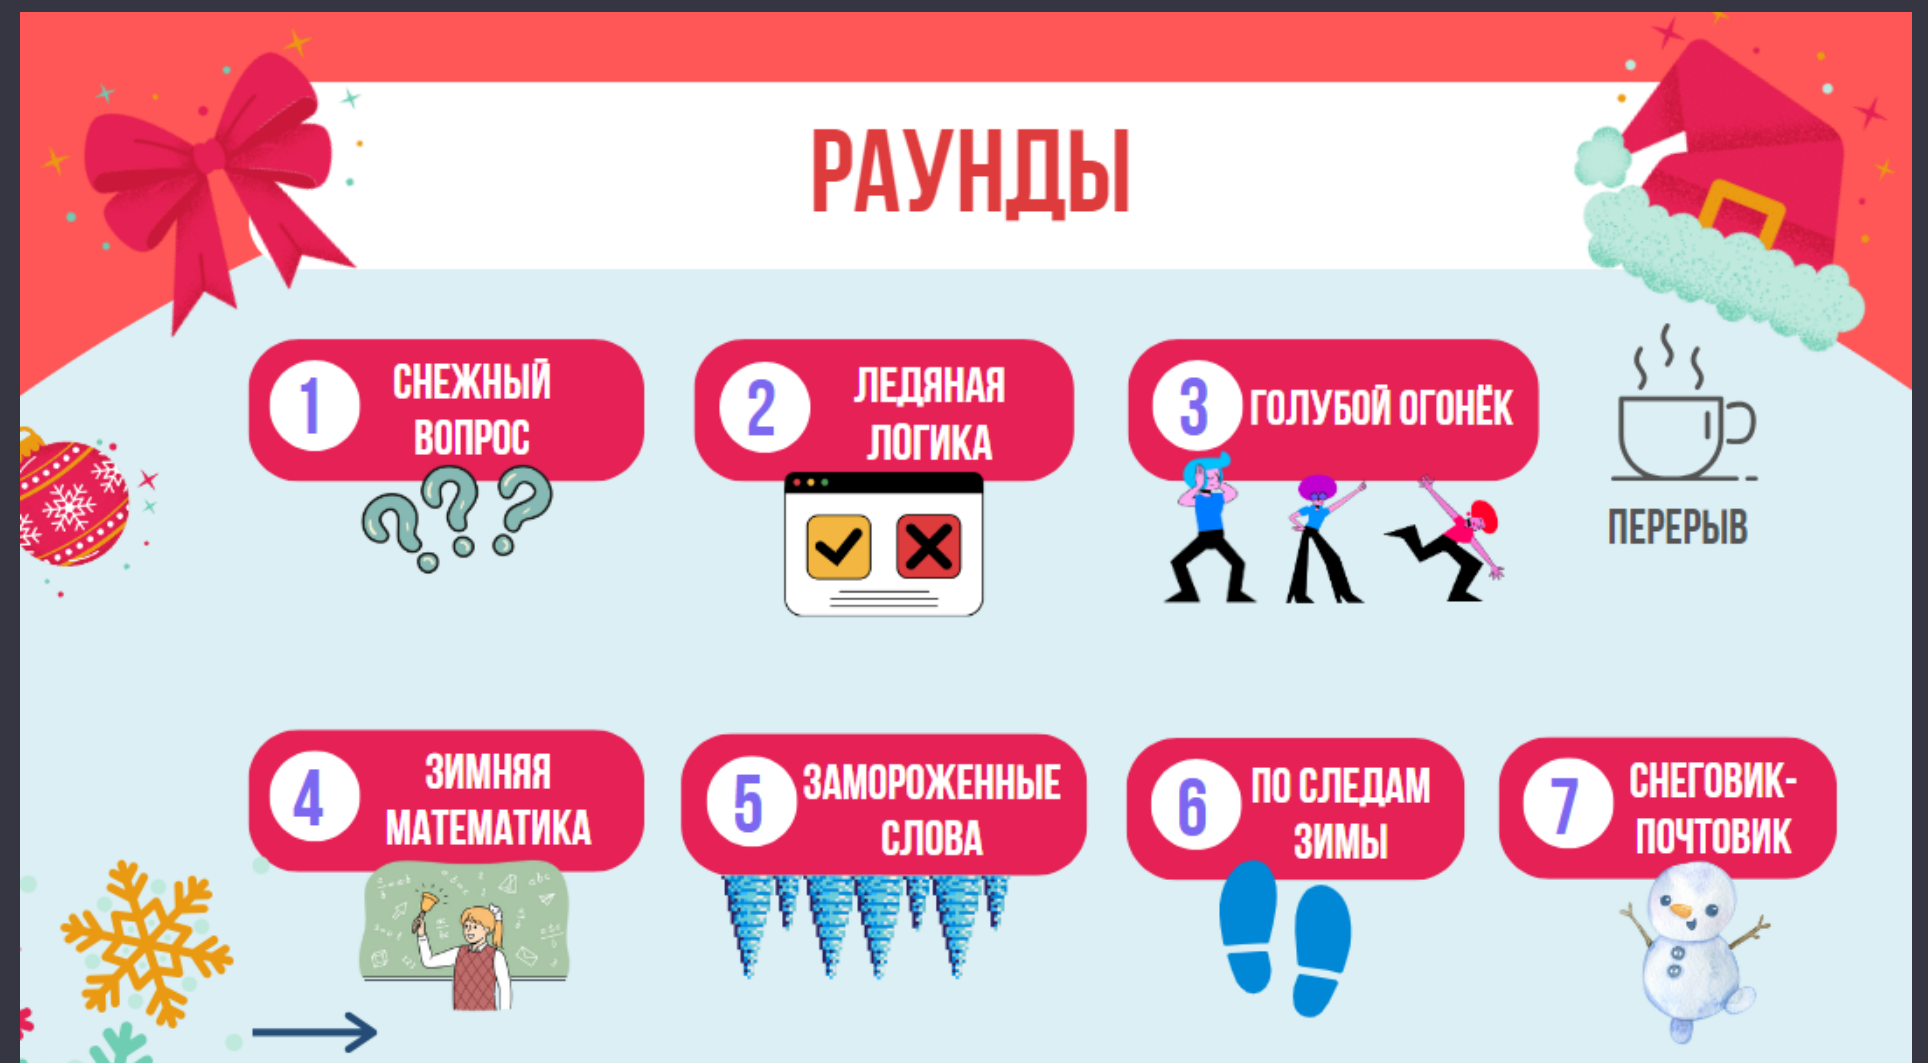 РАУНДЫ
1
СНЕЖНЫЙ
ВОПРОС
2
ЛЕДЯНАЯ
ЛОГИКА
3
ГОЛУБОЙ ОГОНЁК
ПЕРЕРЫВ
4
ЗИМНЯЯ
МАТЕМАТИКА
5
ЗАМОРОЖЕННЫЕ
СЛОВА
6
ПО СЛЕДАМ
ЗИМЫ
7
СНЕГОВИК-
ПОЧТОВИК